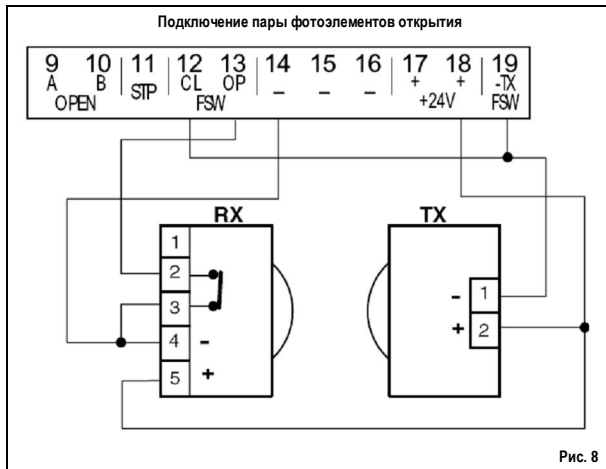 Подключение пары фотоэлементов открытия
9 10 11 12 13 14 15 16 17 18 19
A B STP CL OP - - - + + -TX
OPEN FSW +24V FSW
RX TX
1
2
3
4 -
5 +
- 1
+ 2
Рис. 8